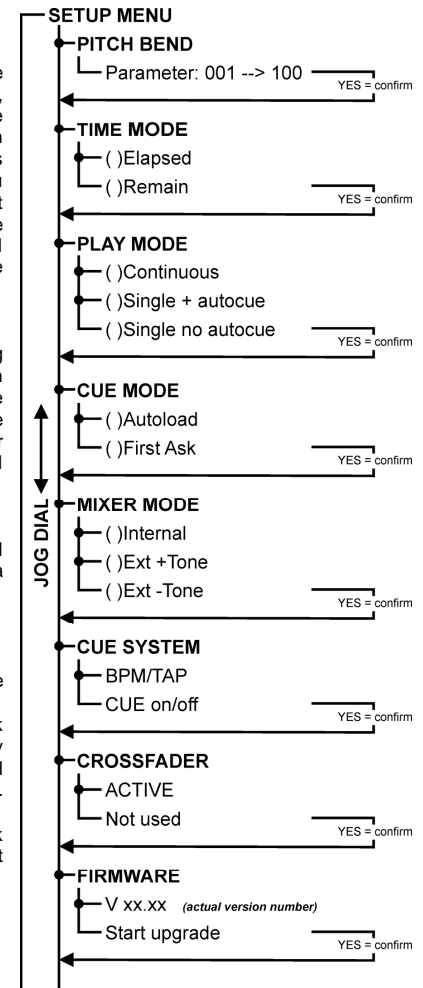 SETUP MENU
PITCH BEND
Parameter: 001 --> 100
YES = confirm
TIME MODE
( )Elapsed
( )Remain
YES = confirm
PLAY MODE
( )Continuous
( )Single + autocue
( )Single no autocue
YES = confirm
CUE MODE
( )Autoload
( )First Ask
YES = confirm
JOG DIAL
MIXER MODE
( )Internal
( )Ext +Tone
( )Ext -Tone
YES = confirm
CUE SYSTEM
BPM/TAP
CUE on/off
YES = confirm
CROSSFADER
ACTIVE
Not used
YES = confirm
FIRMWARE
V xx.xx (actual version number)
Start upgrade
YES = confirm